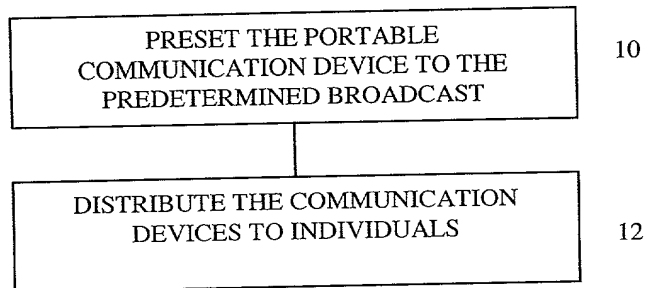 PRESET THE PORTABLE
COMMUNICATION DEVICE TO THE
PREDETERMINED BROADCAST
10
DISTRIBUTE THE COMMUNICATION
DEVICES TO INDIVIDUALS
12